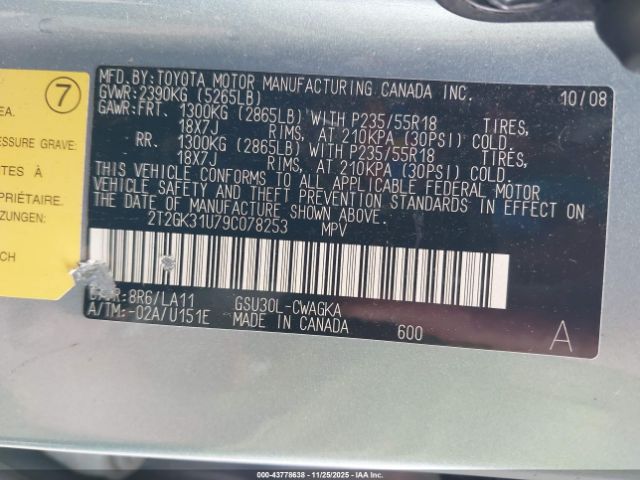 7
EA.
ESSURE GRAVE:
TES À
PRIÉTAIRE.
CH
MFD. BY: TOYOTA MOTOR MANUFACTURING CANADA INC. 10/08
GVWR: 2390KG (5265LB)
GAWR: FRT. 1300KG (2865LB) WITH P235/55R18 TIRES,
18X7J RIMS, AT 210KPA (30PSI) COLD.
RR. 1300KG (2865LB) WITH P235/55R18 TIRES,
18X7J RIMS, AT 210KPA (30PSI) COLD.
THIS VEHICLE CONFORMS TO ALL APPLICABLE FEDERAL MOTOR
VEHICLE SAFETY AND THEFT PREVENTION STANDARDS IN EFFECT ON
THE DATE OF MANUFACTURE SHOWN ABOVE.
2T2GK31U79C078253 MPV
8R6/LA11 GSU30L-CWAGKA
A/TM:-02A/U151E MADE IN CANADA 600 A
000-43778638 - 11/25/2025 - IAAI.com